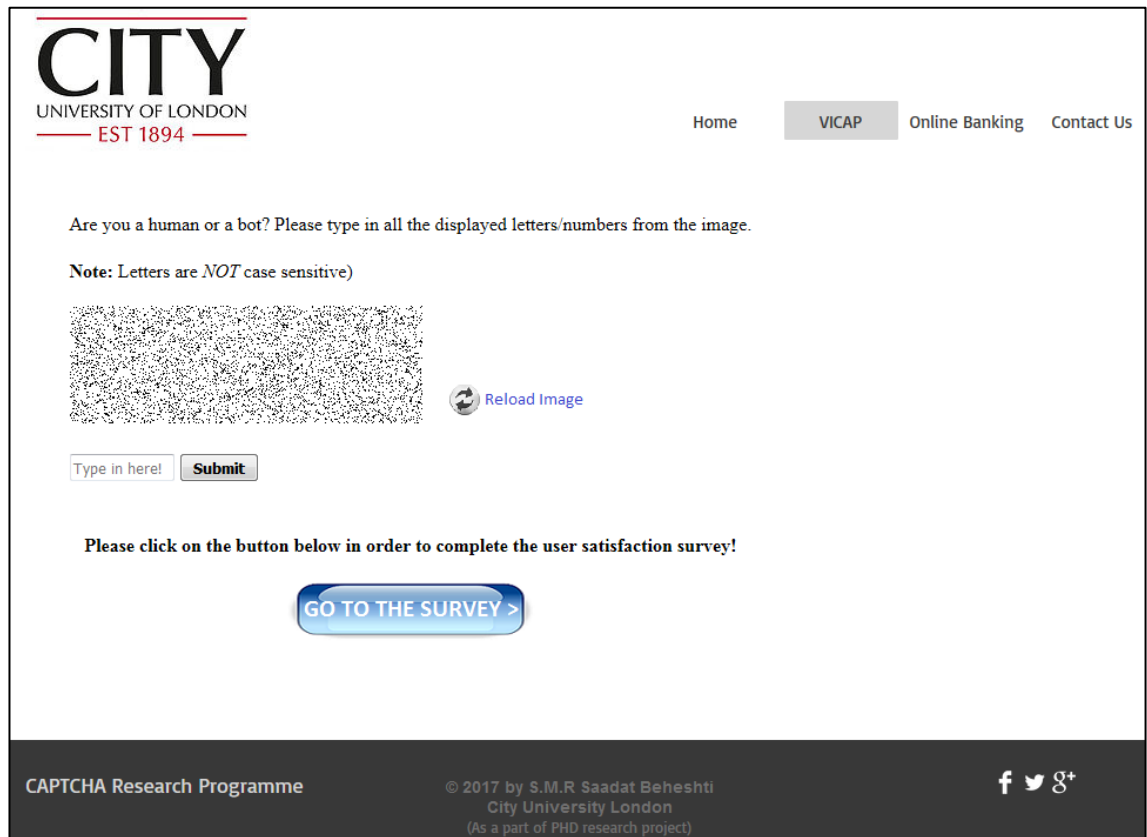 CITY
UNIVERSITY OF LONDON
EST 1894
Home VICAP Online Banking Contact Us
Are you a human or a bot? Please type in all the displayed letters/numbers from the image.
Note: Letters are NOT case sensitive)
Reload Image
Type in here! Submit
Please click on the button below in order to complete the user satisfaction survey!
GO TO THE SURVEY >
CAPTCHA Research Programme
© 2017 by S.M.R Saadat Beheshti
City University London
(As a part of PHD research project)
f g+